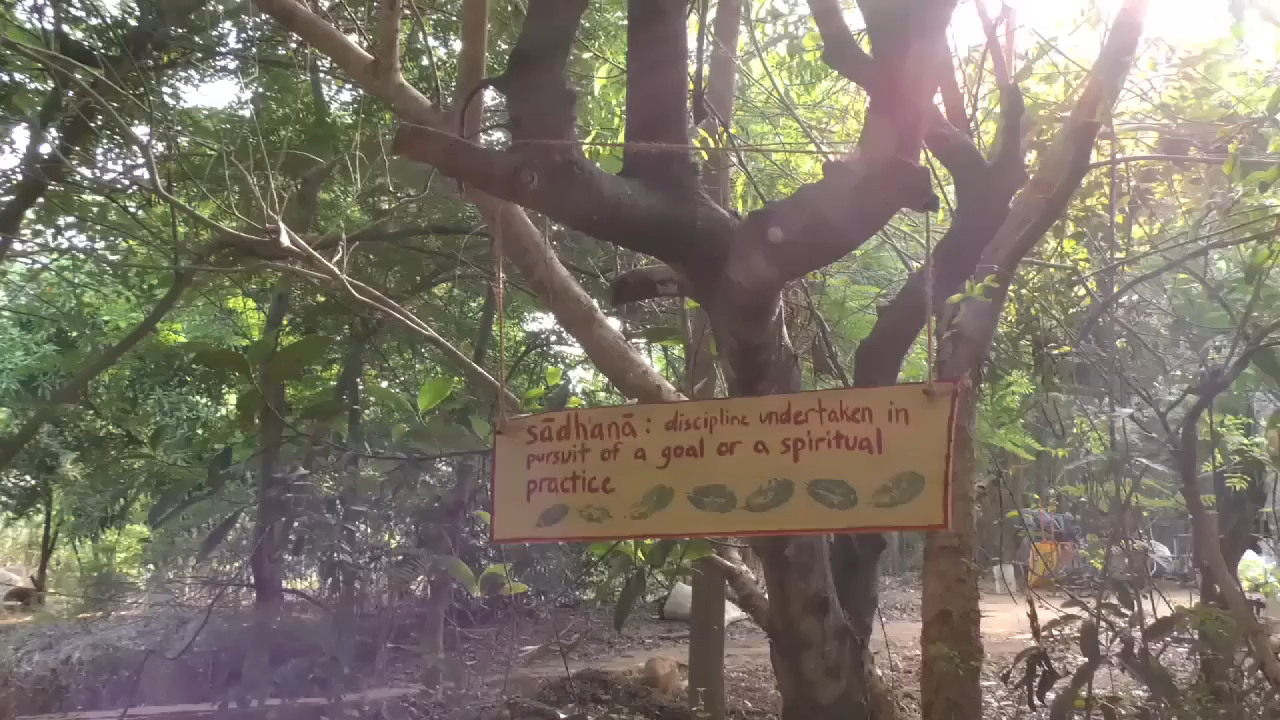 sādhanā: discipline undertaken in
pursuit of a goal or a spiritual
practice